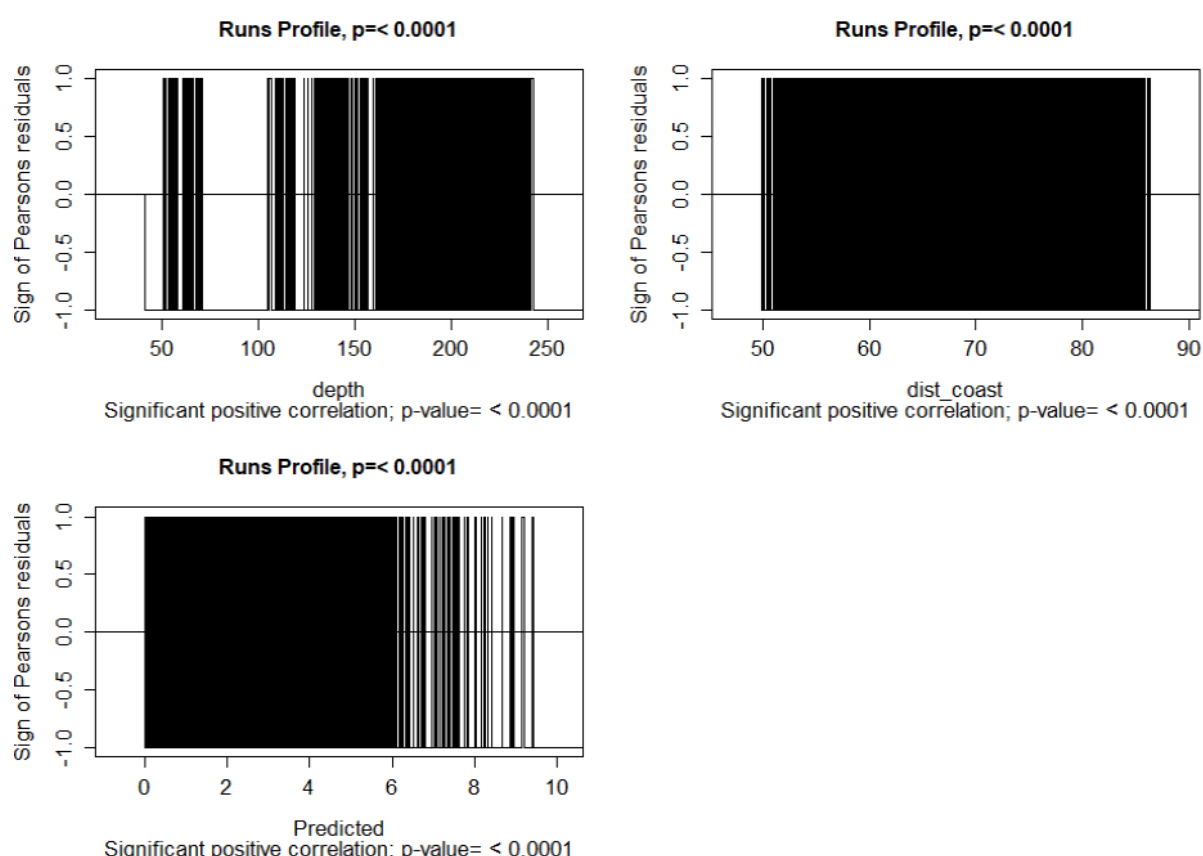 Runs Profile, p=< 0.0001
Sign of Pearsons residuals
1.0
0.5
0.0
-0.5
-1.0
50
100
150
200
250
depth
Significant positive correlation; p-value= < 0.0001
Runs Profile, p=< 0.0001
Sign of Pearsons residuals
1.0
0.5
0.0
-0.5
-1.0
50
60
70
80
90
dist_coast
Significant positive correlation; p-value= < 0.0001
Runs Profile, p=< 0.0001
Sign of Pearsons residuals
1.0
0.5
0.0
-0.5
-1.0
0
2
4
6
8
10
Predicted
Significant positive correlation; p-value= < 0.0001